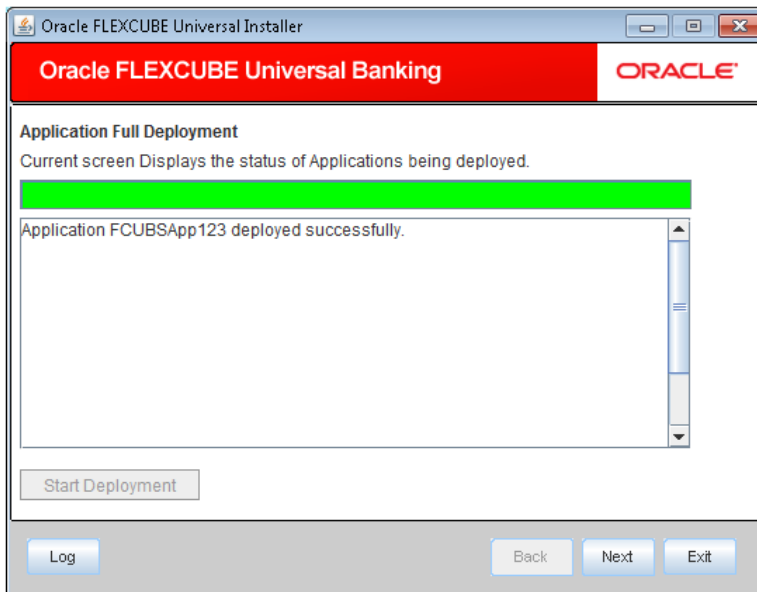 Oracle FLEXCUBE Universal Installer
Oracle FLEXCUBE Universal Banking
ORACLE
Application Full Deployment
Current screen Displays the status of Applications being deployed.
Application FCUBSApp123 deployed successfully.
Start Deployment
Log Back Next Exit